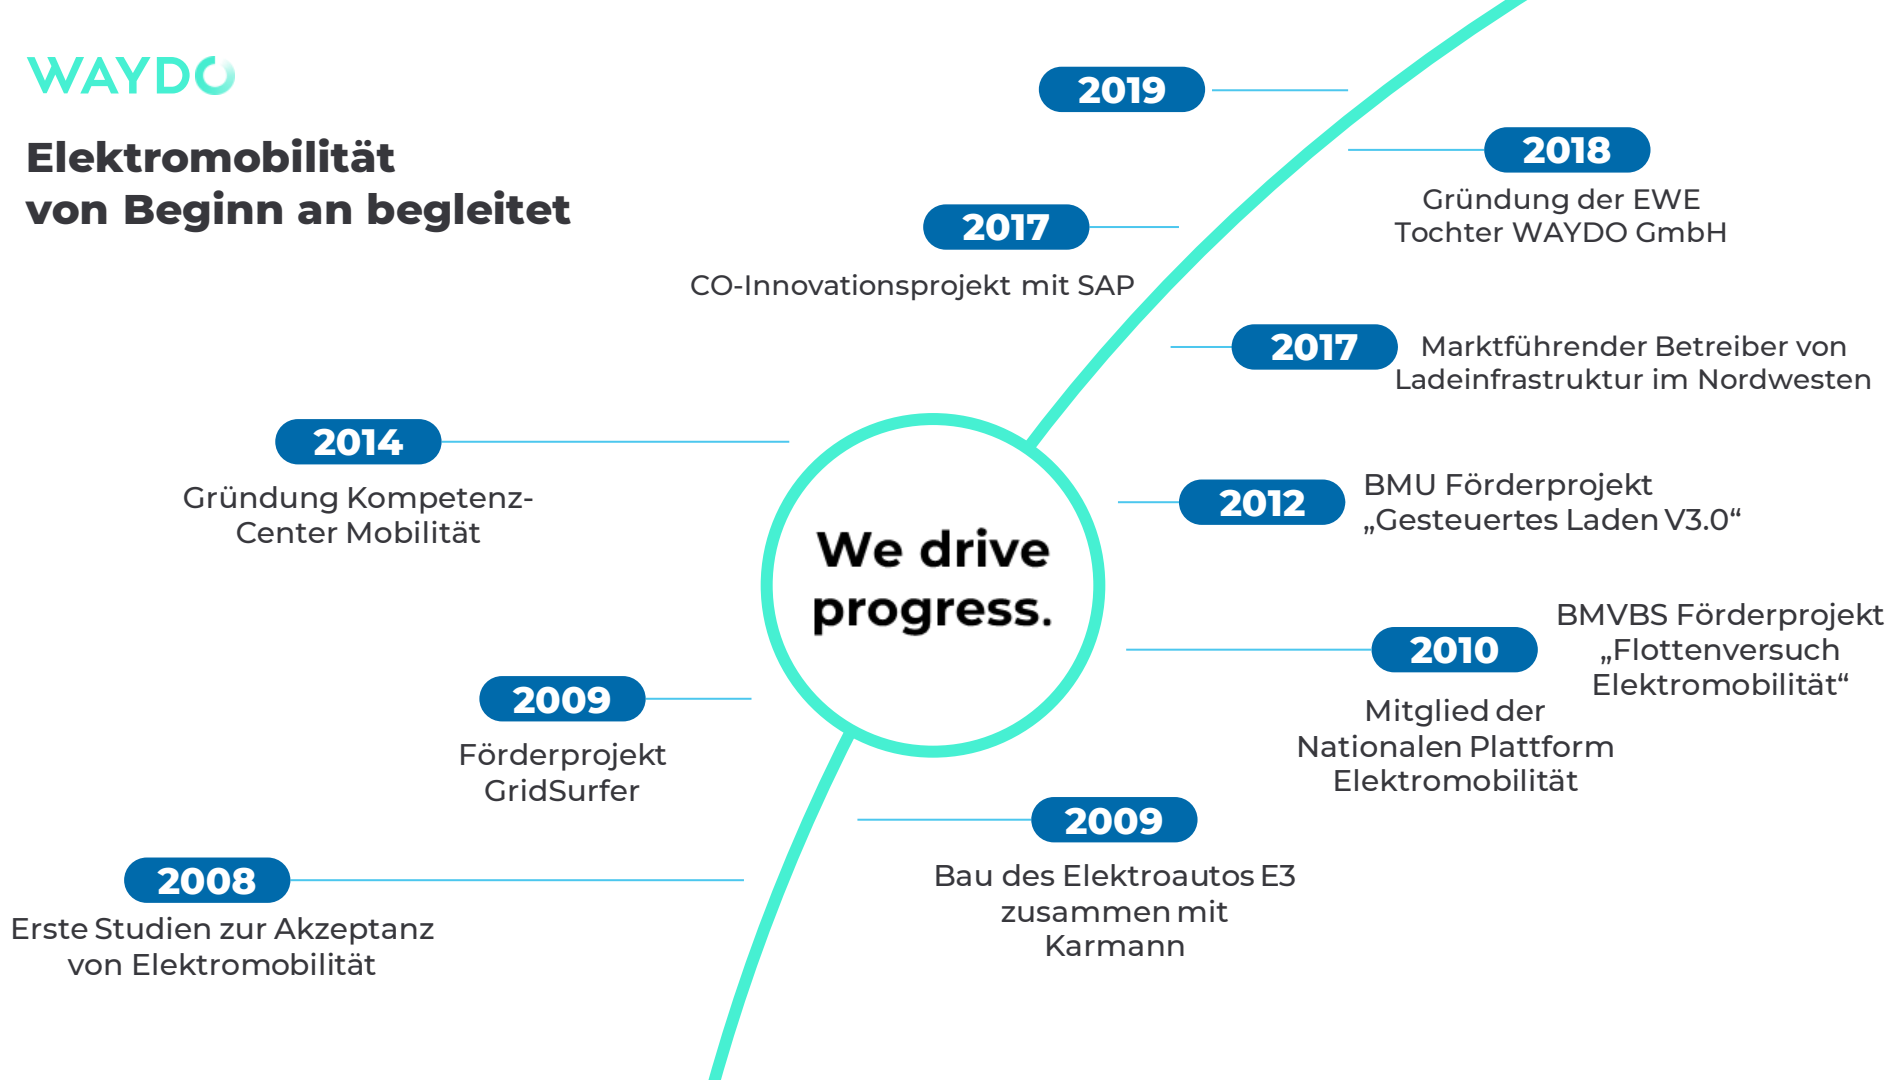 WAYDO
Elektromobilität
von Beginn an begleitet
2019
2018
Gründung der EWE
Tochter WAYDO GmbH
2017
CO-Innovationsprojekt mit SAP
2017
Marktführender Betreiber von
Ladeinfrastruktur im Nordwesten
2014
Gründung Kompetenz-
Center Mobilität
2012
BMU Förderprojekt
„Gesteuertes Laden V3.0“
We drive
progress.
2010
BMVBS Förderprojekt
„Flottenversuch
Elektromobilität“
Mitglied der
Nationalen Plattform
Elektromobilität
2009
Förderprojekt
GridSurfer
2009
Bau des Elektroautos E3
zusammen mit
Karmann
2008
Erste Studien zur Akzeptanz
von Elektromobilität